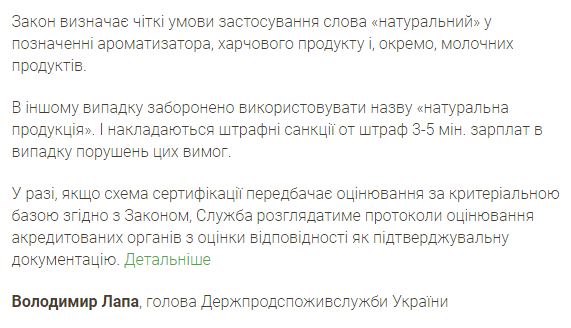 Закон визначає чіткі умови застосування слова «натуральний» у
позначенні ароматизатора, харчового продукту і, окремо, молочних
продуктів.
В іншому випадку заборонено використовувати назву «натуральна
продукція». І накладаються штрафні санкції от штраф 3-5 мін. зарплат в
випадку порушень цих вимог.
У разі, якщо схема сертифікації передбачає оцінювання за критеріальною
базою згідно з Законом, Служба розглядатиме протоколи оцінювання
акредитованих органів з оцінки відповідності як підтверджувальну
документацію. Детальніше
Володимир Лапа, голова Держпродспоживслужби України